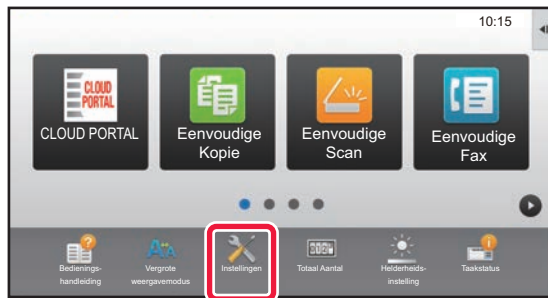 10:15
CLOUD
PORTAL
CLOUD PORTAL
Eenvoudige
Kopie
Eenvoudige
Scan
Eenvoudige
Fax
Bedienings-
handleiding
Vergrote
weergavemodus
Instellingen
Totaal Aantal
Helderheids-
instelling
Taakstatus